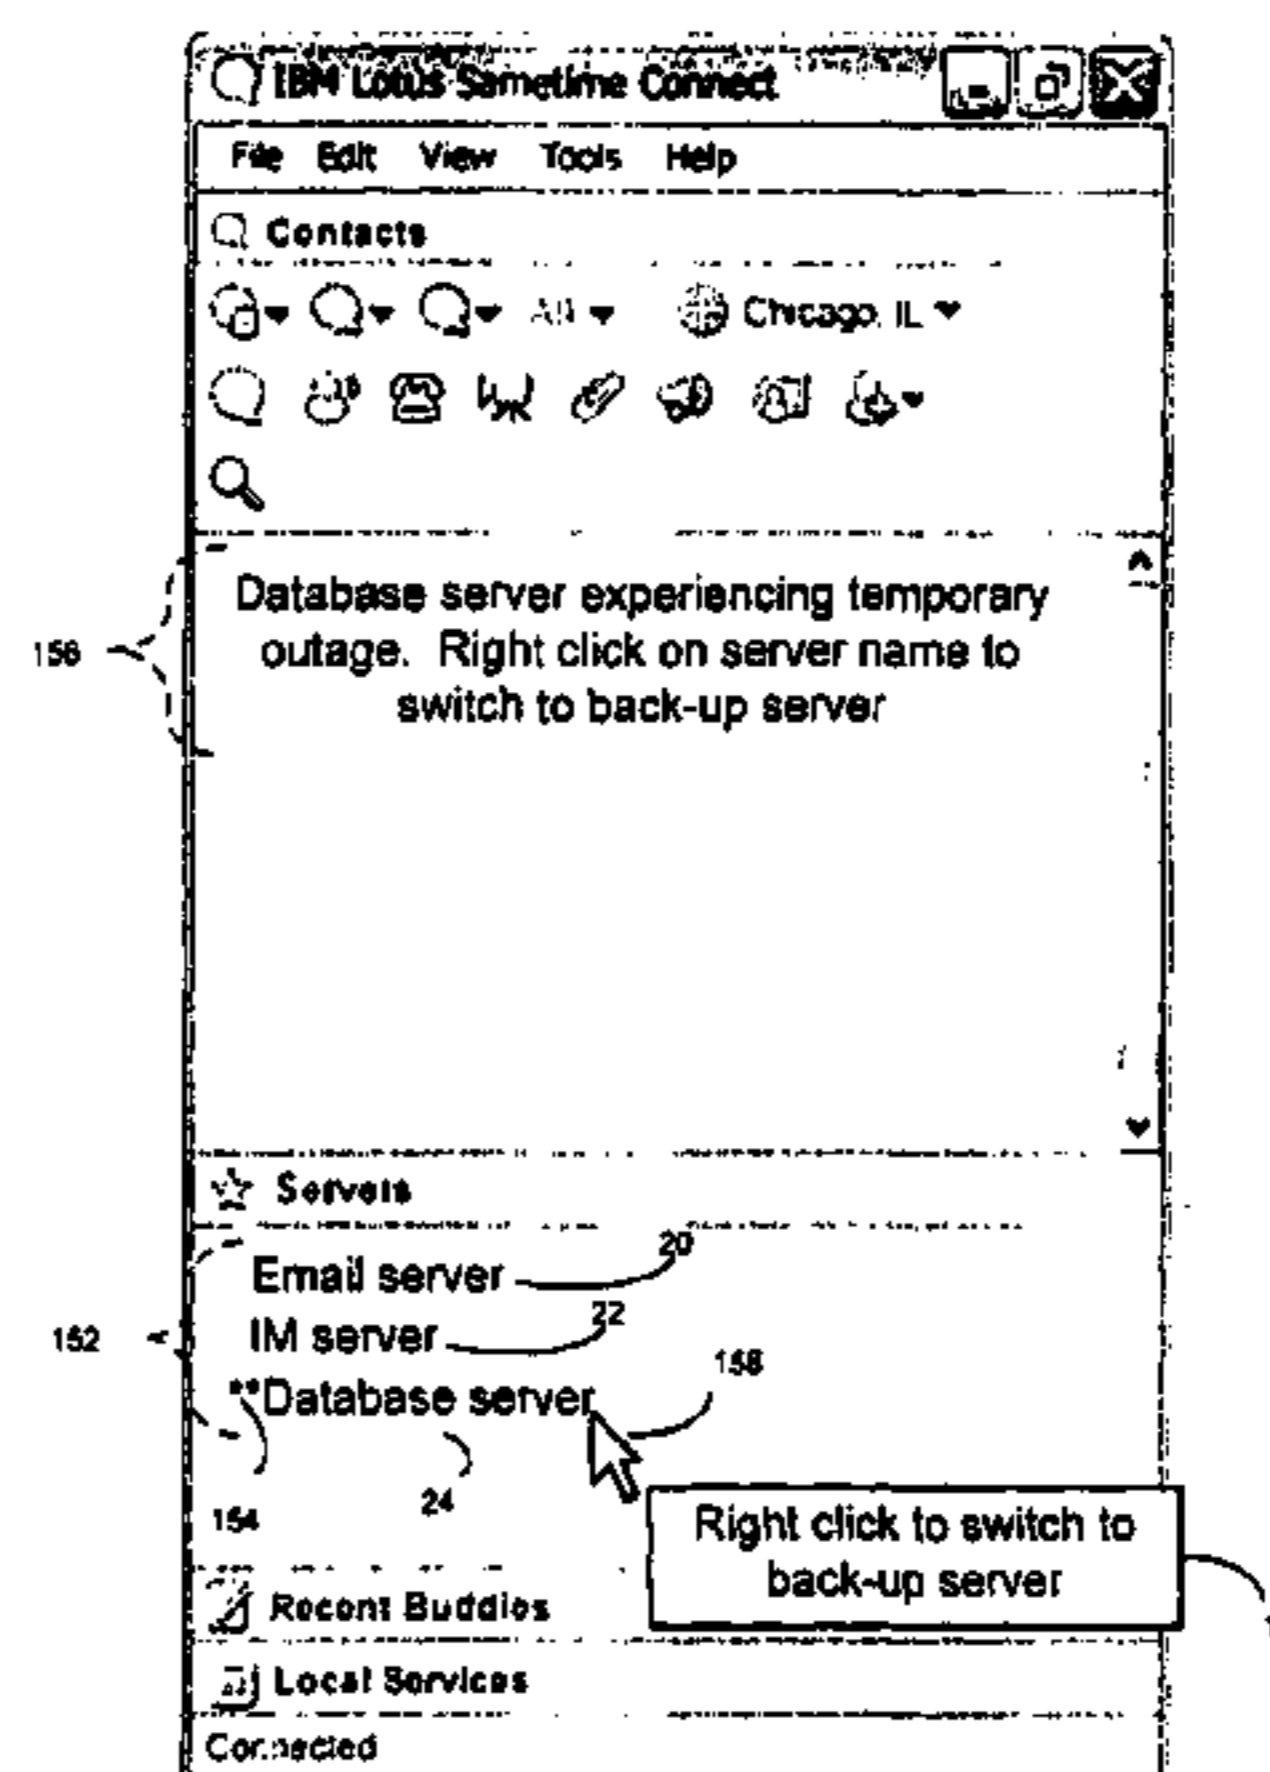 IBM Lotus Sametime Connect
File Edit View Tools Help
Contacts
All Chicago, IL
Database server experiencing temporary
outage. Right click on server name to
switch to back-up server
156
Servers
Email server 20
IM server 22
152
158
**Database server
154
24
Right click to switch to
back-up server
Recent Buddies
Local Services
Connected